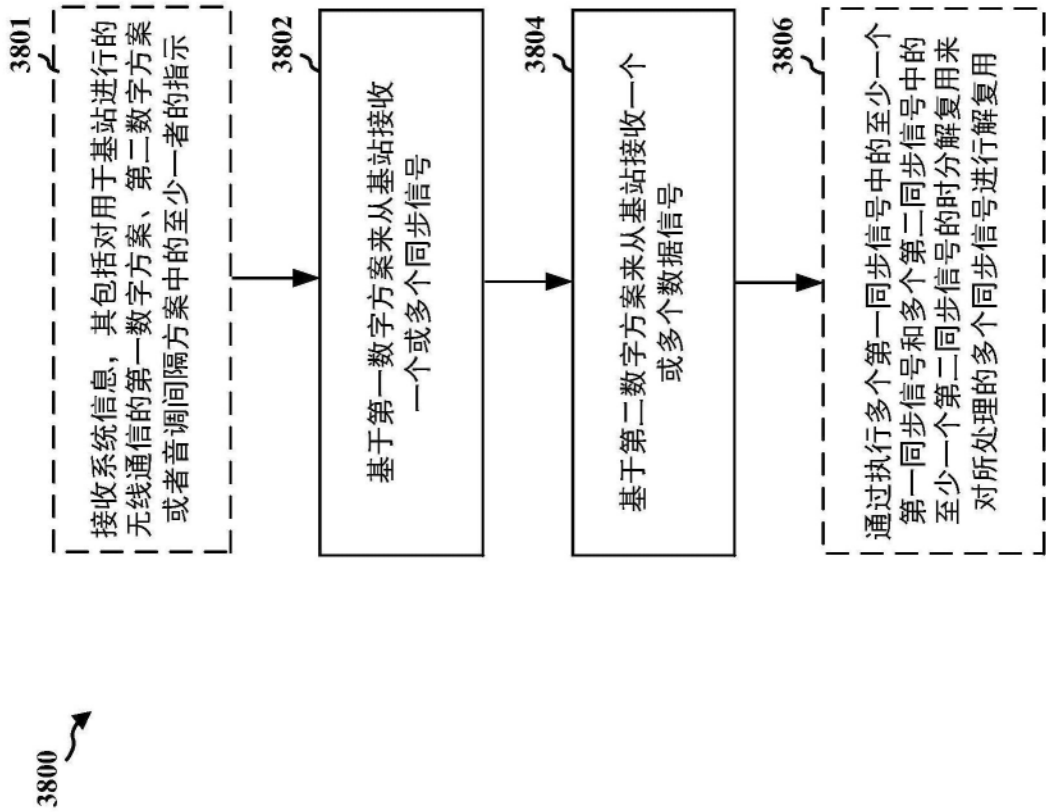 3800
3801
接收系统信息，其包括对用于基站进行的
无线通信的第一数字方案、第二数字方案
或者音调间隔方案中的至少一者的指示
3802
基于第一数字方案来从基站接收
一个或多个同步信号
3804
基于第二数字方案来从基站接收一个
或多个数据信号
3806
通过执行多个第一同步信号中的至少一个
第一同步信号和多个第二同步信号中的
至少一个第二同步信号的时分解复用来
对所处理的多个同步信号进行解复用